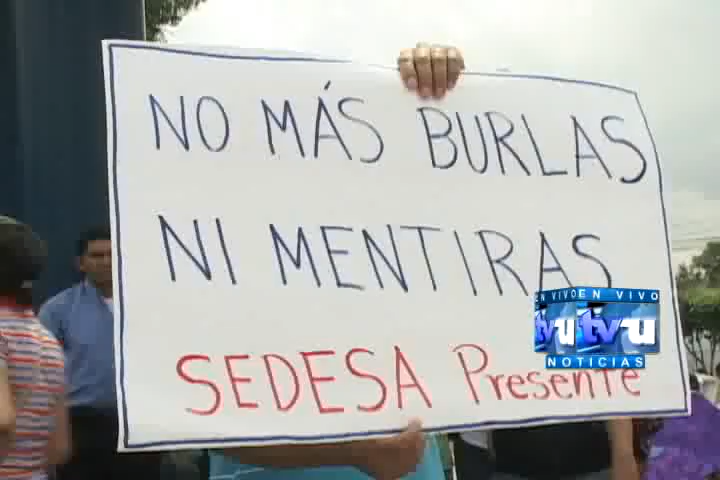 NO MÁS BURLAS
NI MENTIRAS
SEDESA Presente
EN VIVO EN VIVO
tvu tvu
NOTICIAS